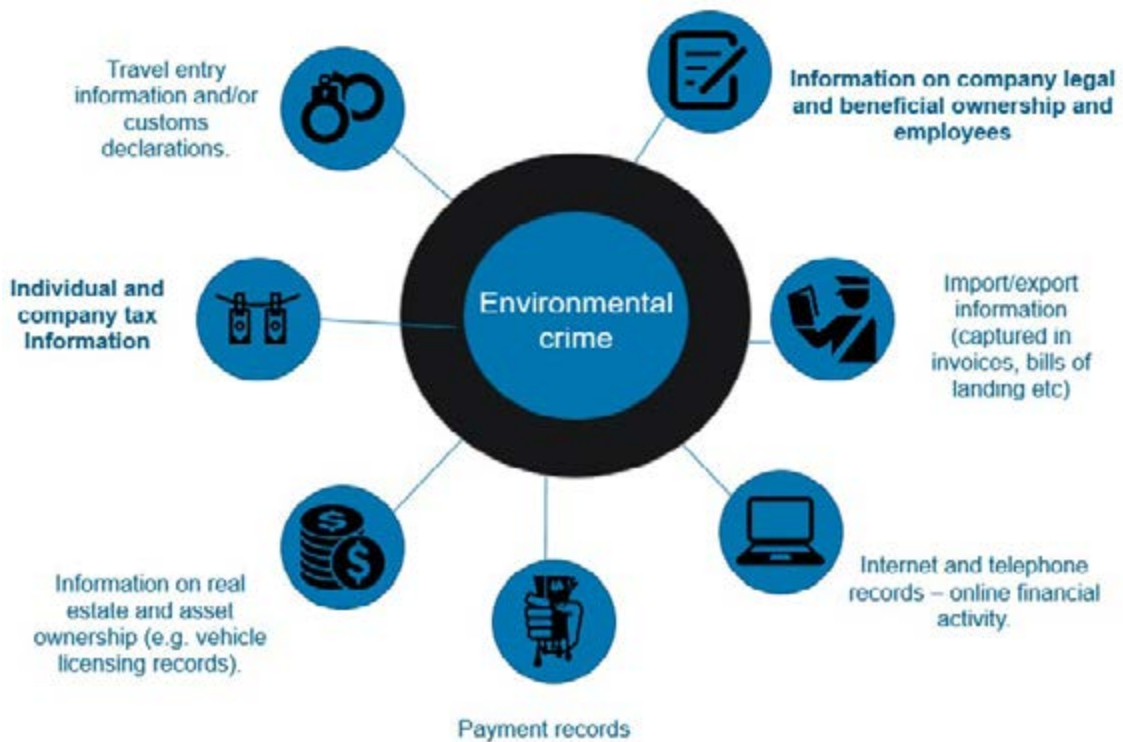 Travel entry
information and/or
customs
declarations.
Information on company legal
and beneficial ownership and
employees
Individual and
company tax
Information
Environmental
crime
Import/export
information
(captured in
invoices, bills of
landing etc)
Information on real
estate and asset
ownership (e.g. vehicle
licensing records).
Internet and telephone
records – online financial
activity.
Payment records